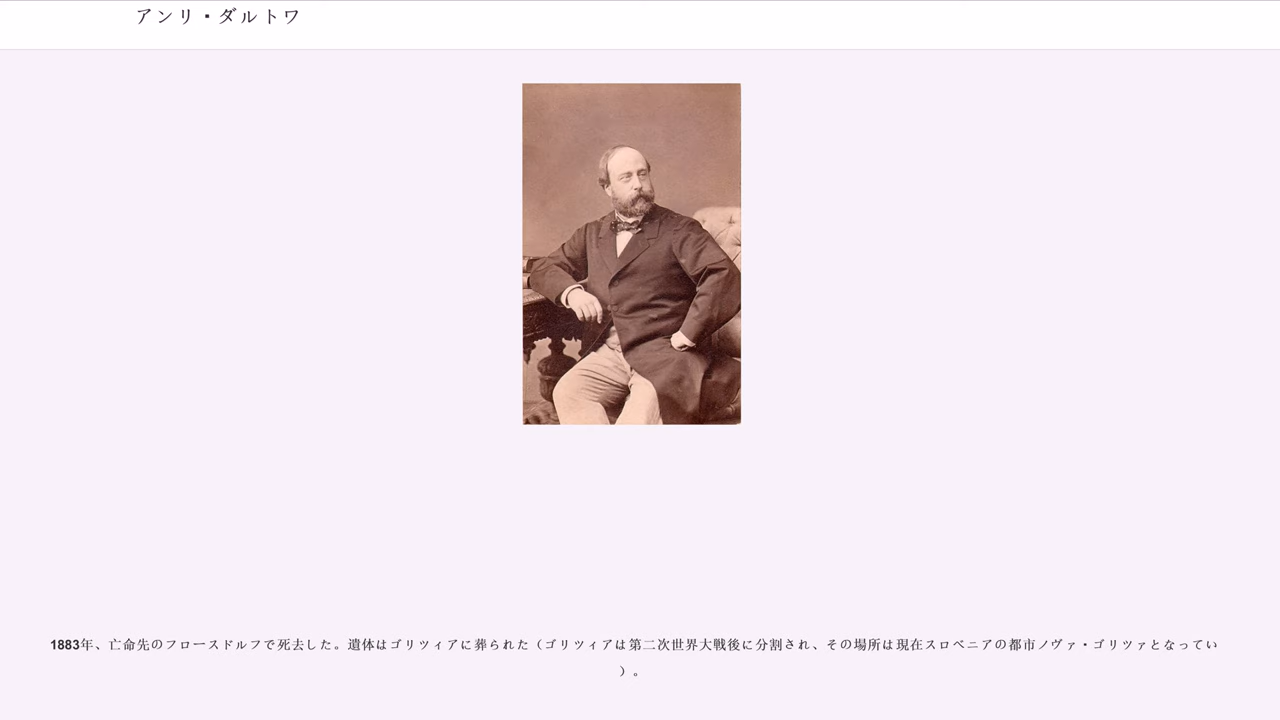 アンリ・ダルトワ
1883年、亡命先のフロースドルフで死去した。遺体はゴリツィアに葬られた（ゴリツィアは第二次世界大戦後に分割され、その場所は現在スロベニアの都市ノヴァ・ゴリツァとなってい
）。